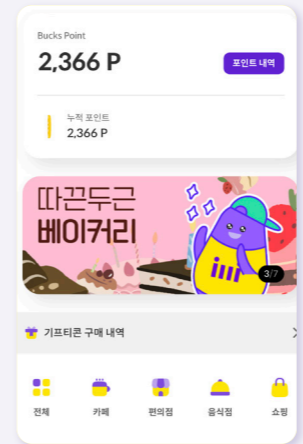 Bucks Point
2,366 P
포인트 내역
누적 포인트
2,366 P
따끈두근
베이커리
3/7
기프티콘 구매 내역
전체
카페
편의점
음식점
쇼핑